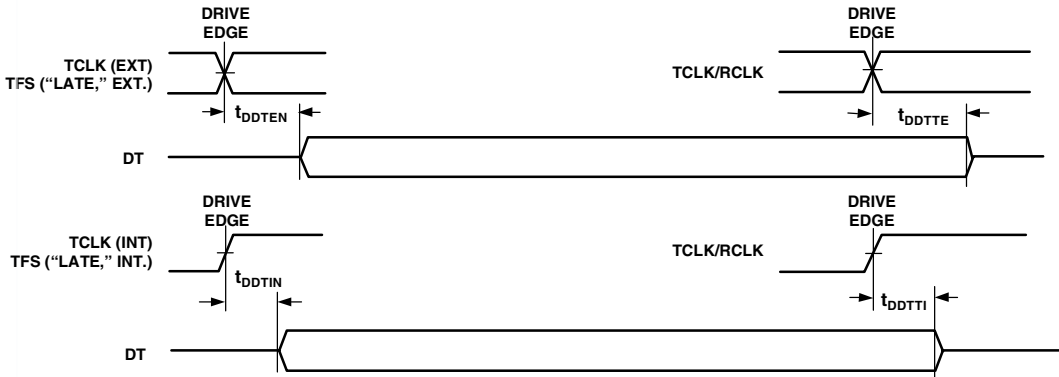 DRIVE
EDGE
DRIVE
EDGE
TCLK (EXT)
TFS (“LATE,” EXT.)
TCLK/RCLK
tDDTEN
tDDTTE
DT
DRIVE
EDGE
DRIVE
EDGE
TCLK (INT)
TFS (“LATE,” INT.)
TCLK/RCLK
tDDTIN
tDDTTI
DT